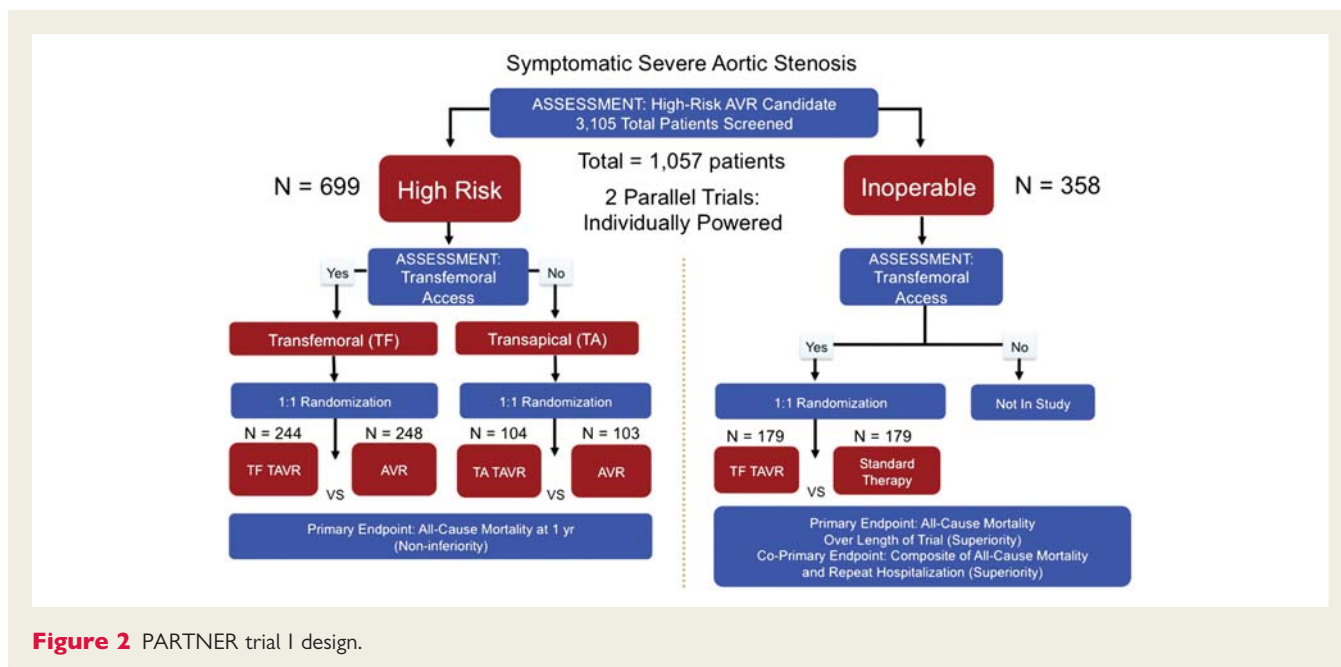 Symptomatic Severe Aortic Stenosis
ASSESSMENT: High-Risk AVR Candidate
3,105 Total Patients Screened
N = 699
High Risk
Total = 1,057 patients
2 Parallel Trials:
Individually Powered
Inoperable
N = 358
Yes
ASSESSMENT:
Transfemoral
Access
No
Transfemoral (TF)
Transapical (TA)
1:1 Randomization
1:1 Randomization
N = 244
N = 248
N = 104
N = 103
TF TAVR
VS
AVR
TA TAVR
VS
AVR
Primary Endpoint: All-Cause Mortality at 1 yr
(Non-inferiority)
ASSESSMENT:
Transfemoral
Access
Yes
No
1:1 Randomization
Not In Study
N = 179
N = 179
TF TAVR
VS
Standard
Therapy
Primary Endpoint: All-Cause Mortality
Over Length of Trial (Superiority)
Co-Primary Endpoint: Composite of All-Cause Mortality
and Repeat Hospitalization (Superiority)
Figure 2 PARTNER trial I design.